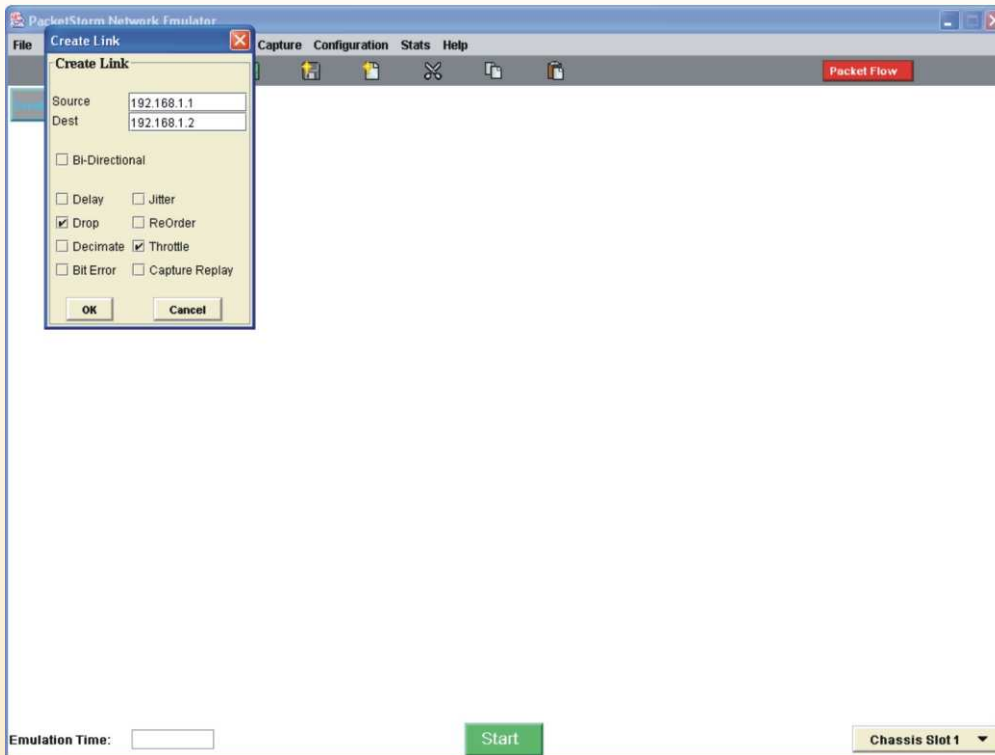 PacketStorm Network Emulator
Create Link
File Capture Configuration Stats Help
Create Link
Packet Flow
Source 192.168.1.1
Dest 192.168.1.2
Bi-Directional
Delay Jitter
Drop ReOrder
Decimate Throttle
Bit Error Capture Replay
OK Cancel
Emulation Time: Start Chassis Slot 1